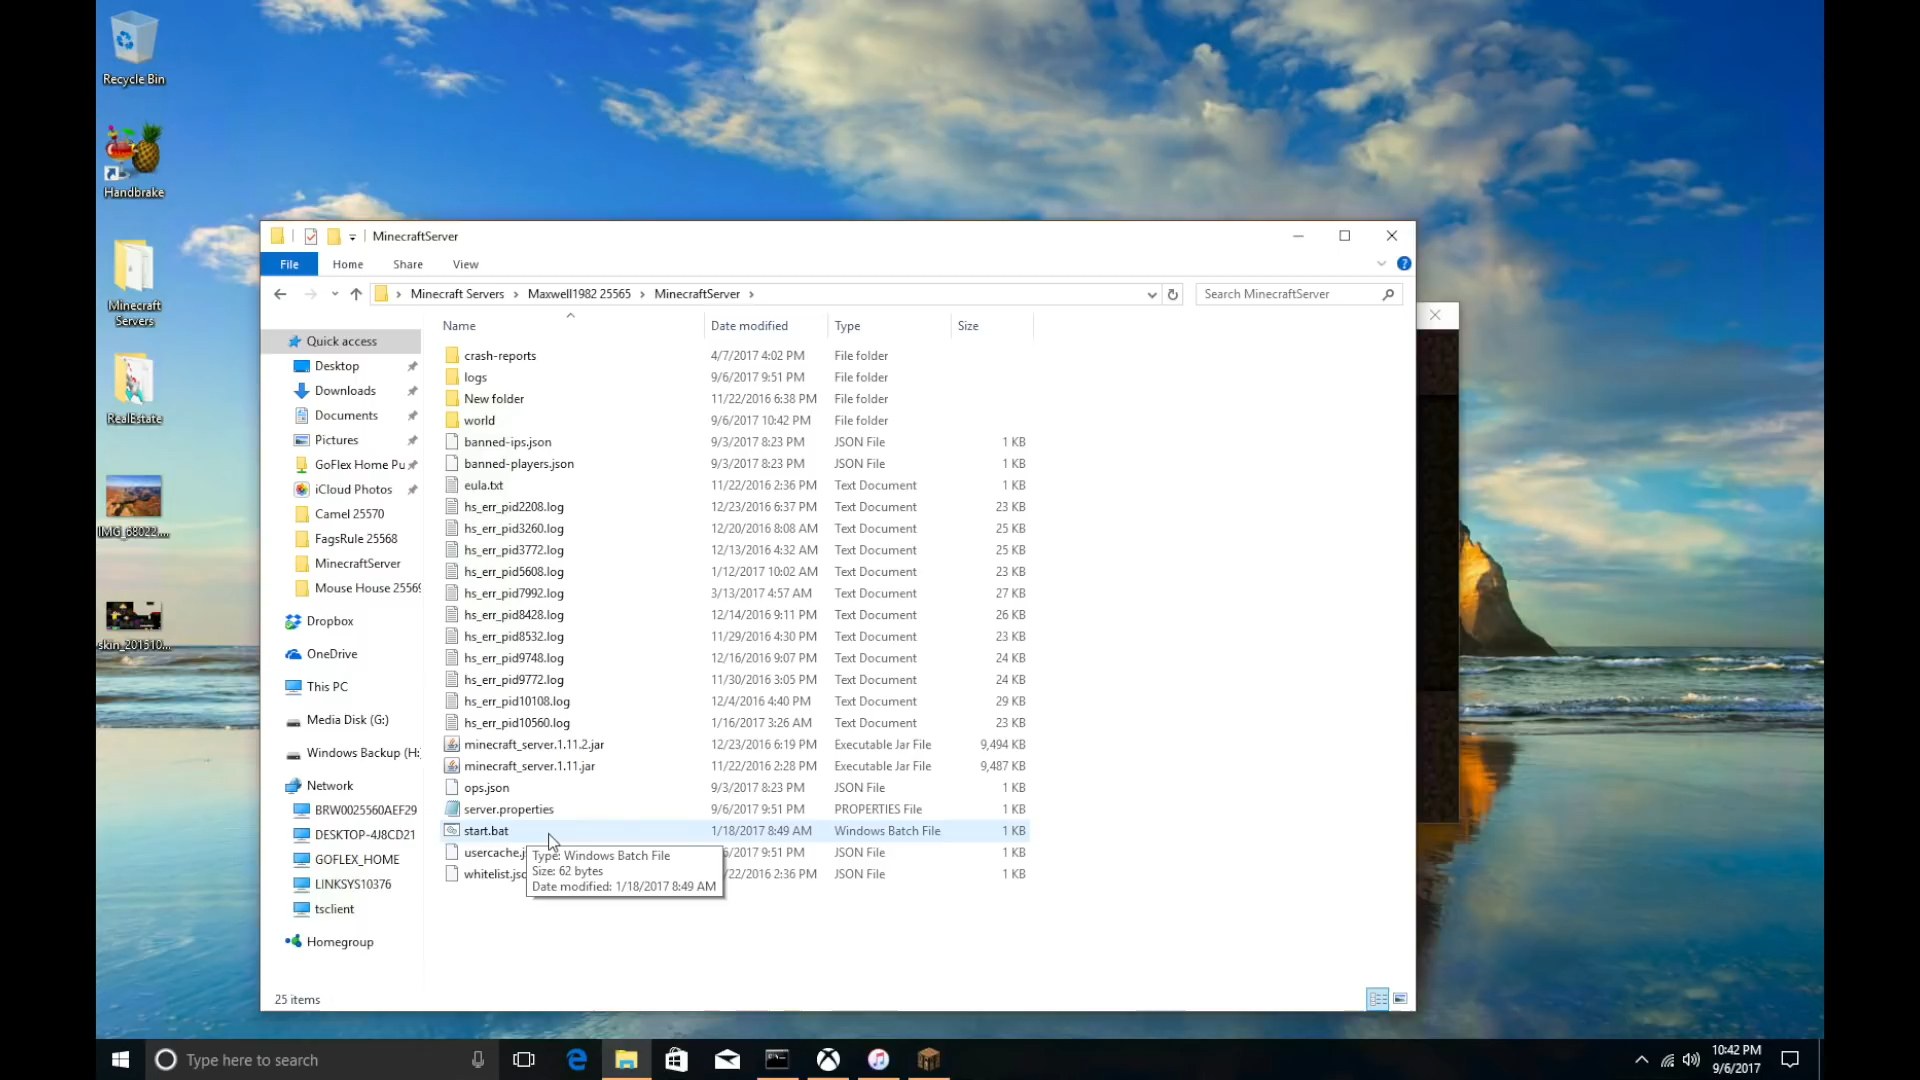 Recycle Bin
Handbrake
Minecraft
Servers
RealEstate
IMG_68022....
skin_201510...
MinecraftServer
File Home Share View
Minecraft Servers Maxwell1982 25565 MinecraftServer
Search MinecraftServer
Name Date modified Type Size
Quick access
Desktop
Downloads
Documents
Pictures
GoFlex Home Pu
iCloud Photos
Camel 25570
FagsRule 25568
MinecraftServer
Mouse House 25569
Dropbox
OneDrive
This PC
Media Disk (G:)
Windows Backup (H:
Network
BRW0025560AEF29
DESKTOP-4J8CD21
GOFLEX_HOME
LINKSYS10376
tsclient
Homegroup
crash-reports 4/7/2017 4:02 PM File folder
logs 9/6/2017 9:51 PM File folder
New folder 11/22/2016 6:38 PM File folder
world 9/6/2017 10:42 PM File folder
banned-ips.json 9/3/2017 8:23 PM JSON File 1 KB
banned-players.json 9/3/2017 8:23 PM JSON File 1 KB
eula.txt 11/22/2016 2:36 PM Text Document 1 KB
hs_err_pid2208.log 12/23/2016 6:37 PM Text Document 23 KB
hs_err_pid3260.log 12/20/2016 8:08 AM Text Document 25 KB
hs_err_pid3772.log 12/13/2016 4:32 AM Text Document 25 KB
hs_err_pid5608.log 1/12/2017 10:02 AM Text Document 23 KB
hs_err_pid7992.log 3/13/2017 4:57 AM Text Document 27 KB
hs_err_pid8428.log 12/14/2016 9:11 PM Text Document 26 KB
hs_err_pid8532.log 11/29/2016 4:30 PM Text Document 23 KB
hs_err_pid9748.log 12/16/2016 9:07 PM Text Document 24 KB
hs_err_pid9772.log 11/30/2016 3:05 PM Text Document 24 KB
hs_err_pid10108.log 12/4/2016 4:40 PM Text Document 29 KB
hs_err_pid10560.log 1/16/2017 3:26 AM Text Document 23 KB
minecraft_server.1.11.2.jar 12/23/2016 6:19 PM Executable Jar File 9,494 KB
minecraft_server.1.11.jar 11/22/2016 2:28 PM Executable Jar File 9,487 KB
ops.json 9/3/2017 8:23 PM JSON File 1 KB
server.properties 9/6/2017 9:51 PM PROPERTIES File 1 KB
start.bat 1/18/2017 8:49 AM Windows Batch File 1 KB
usercache.j 6/2017 9:51 PM JSON File 1 KB
whitelist.jso /22/2016 2:36 PM JSON File 1 KB
Type: Windows Batch File
Size: 62 bytes
Date modified: 1/18/2017 8:49 AM
25 items
Type here to search
10:42 PM
9/6/2017